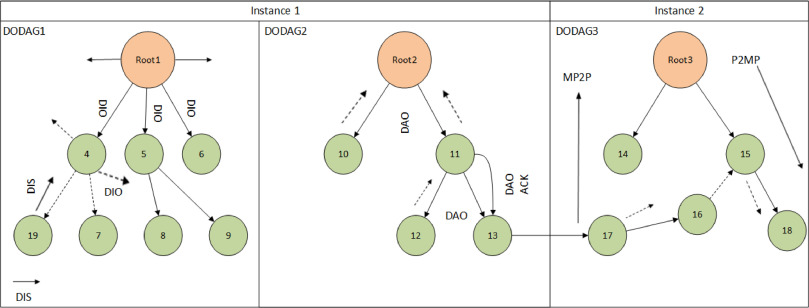 Instance 1
Instance 2
DODAG1
DODAG2
DODAG3
Root1
Root2
Root3
MP2P
P2MP
DIO
DIO
DIO
DAO
4
5
6
10
11
14
15
DIS
DIO
DAO
ACK
DAO
19
7
8
9
12
13
17
16
18
DIS